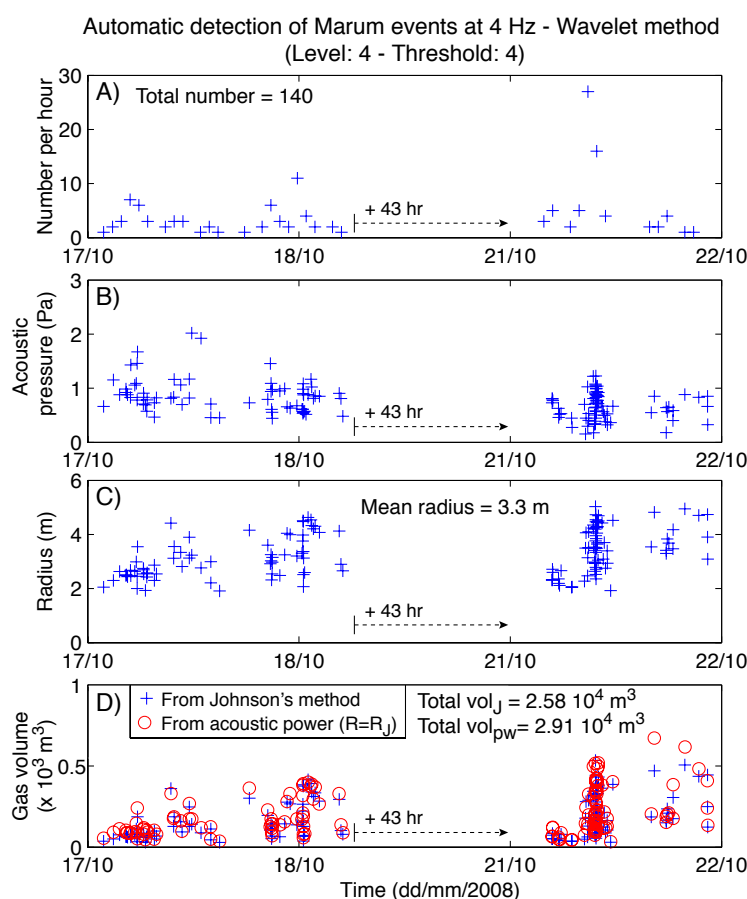 Automatic detection of Marum events at 4 Hz - Wavelet method
(Level: 4 - Threshold: 4)
A)
Total number = 140
Number per hour
30
20
10
0
+ 43 hr
17/10 18/10 21/10 22/10
B)
Acoustic
pressure (Pa)
3
2
1
0
+ 43 hr
17/10 18/10 21/10 22/10
C)
Mean radius = 3.3 m
Radius (m)
6
4
2
0
+ 43 hr
17/10 18/10 21/10 22/10
D)
From Johnson's method
From acoustic power (R=R_J)
Total vol_J = 2.58 10^4 m^3
Total vol_pw= 2.91 10^4 m^3
Gas volume
(x 10^3 m^3)
1
0.5
0
+ 43 hr
17/10 18/10 21/10 22/10
Time (dd/mm/2008)